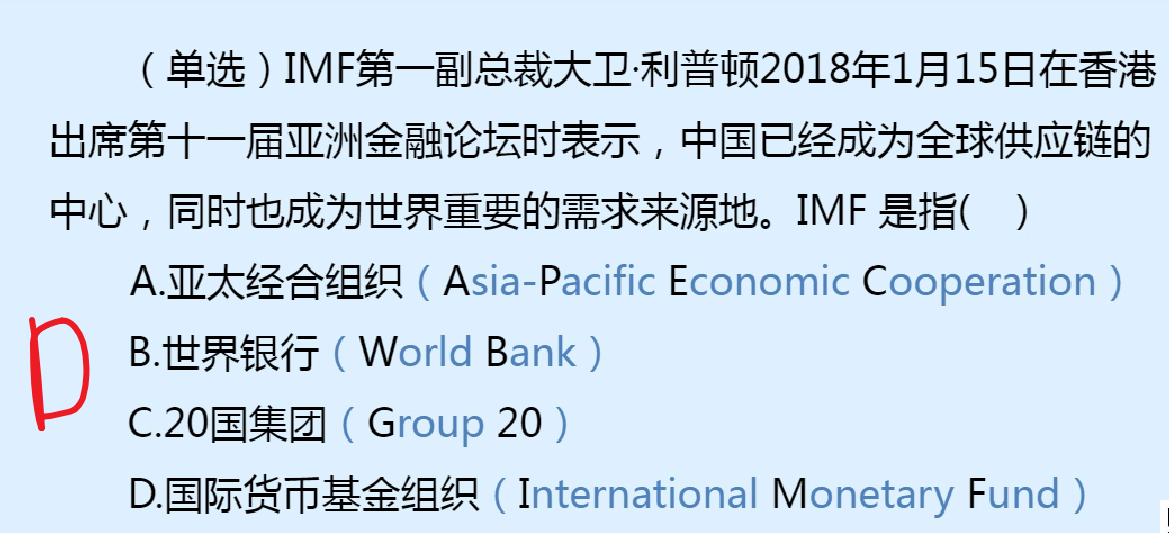 （单选）IMF第一副总裁大卫·利普顿2018年1月15日在香港
出席第十一届亚洲金融论坛时表示，中国已经成为全球供应链的
中心，同时也成为世界重要的需求来源地。IMF 是指(    )
A.亚太经合组织（Asia-Pacific Economic Cooperation）
B.世界银行（World Bank）
C.20国集团（Group 20）
D.国际货币基金组织（International Monetary Fund）
D